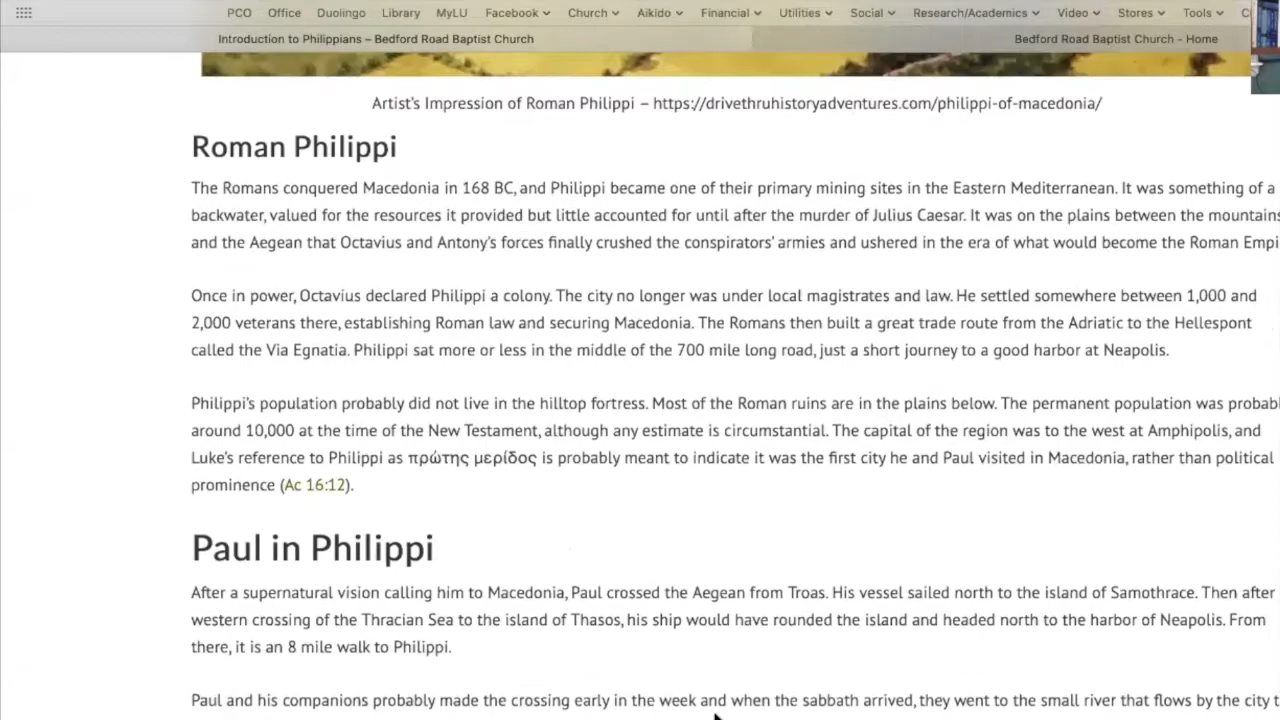 PCO Office Duolingo Library MyLU Facebook Church Aikido Financial Utilities Social Research/Academics Video Stores Tools
Introduction to Philippians – Bedford Road Baptist Church Bedford Road Baptist Church - Home
Artist's Impression of Roman Philippi – https://drivethruhistoryadventures.com/philippi-of-macedonia/
Roman Philippi
The Romans conquered Macedonia in 168 BC, and Philippi became one of their primary mining sites in the Eastern Mediterranean. It was something of a
backwater, valued for the resources it provided but little accounted for until after the murder of Julius Caesar. It was on the plains between the mountains
and the Aegean that Octavius and Antony's forces finally crushed the conspirators' armies and ushered in the era of what would become the Roman Empi
Once in power, Octavius declared Philippi a colony. The city no longer was under local magistrates and law. He settled somewhere between 1,000 and
2,000 veterans there, establishing Roman law and securing Macedonia. The Romans then built a great trade route from the Adriatic to the Hellespont
called the Via Egnatia. Philippi sat more or less in the middle of the 700 mile long road, just a short journey to a good harbor at Neapolis.
Philippi's population probably did not live in the hilltop fortress. Most of the Roman ruins are in the plains below. The permanent population was probabl
around 10,000 at the time of the New Testament, although any estimate is circumstantial. The capital of the region was to the west at Amphipolis, and
Luke's reference to Philippi as πρώτης μερίδος is probably meant to indicate it was the first city he and Paul visited in Macedonia, rather than political
prominence (Ac 16:12).
Paul in Philippi
After a supernatural vision calling him to Macedonia, Paul crossed the Aegean from Troas. His vessel sailed north to the island of Samothrace. Then after
western crossing of the Thracian Sea to the island of Thasos, his ship would have rounded the island and headed north to the harbor of Neapolis. From
there, it is an 8 mile walk to Philippi.
Paul and his companions probably made the crossing early in the week and when the sabbath arrived, they went to the small river that flows by the city t